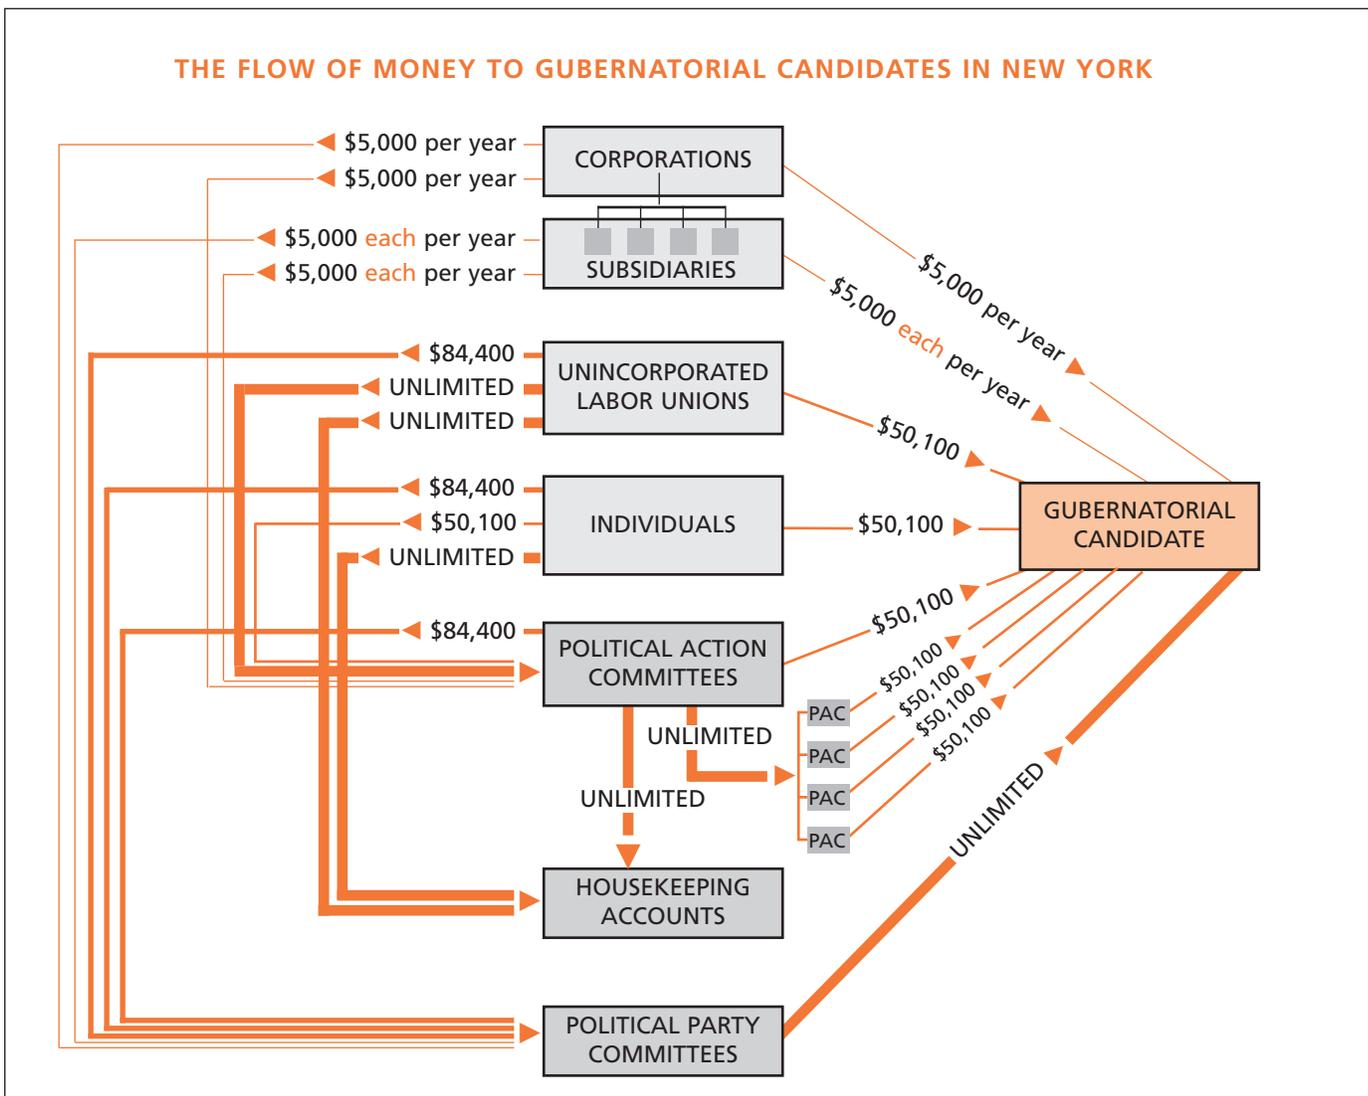 THE FLOW OF MONEY TO GUBERNATORIAL CANDIDATES IN NEW YORK
$5,000 per year
$5,000 per year
CORPORATIONS
$5,000 each per year
$5,000 each per year
SUBSIDIARIES
$5,000 per year
$5,000 each per year
$84,400
UNLIMITED
UNLIMITED
UNINCORPORATED
LABOR UNIONS
$50,100
$84,400
$50,100
UNLIMITED
INDIVIDUALS
$50,100
GUBERNATORIAL
CANDIDATE
$84,400
POLITICAL ACTION
COMMITTEES
$50,100
UNLIMITED
UNLIMITED
PAC
PAC
PAC
PAC
$50,100
$50,100
$50,100
$50,100
UNLIMITED
HOUSEKEEPING
ACCOUNTS
POLITICAL PARTY
COMMITTEES